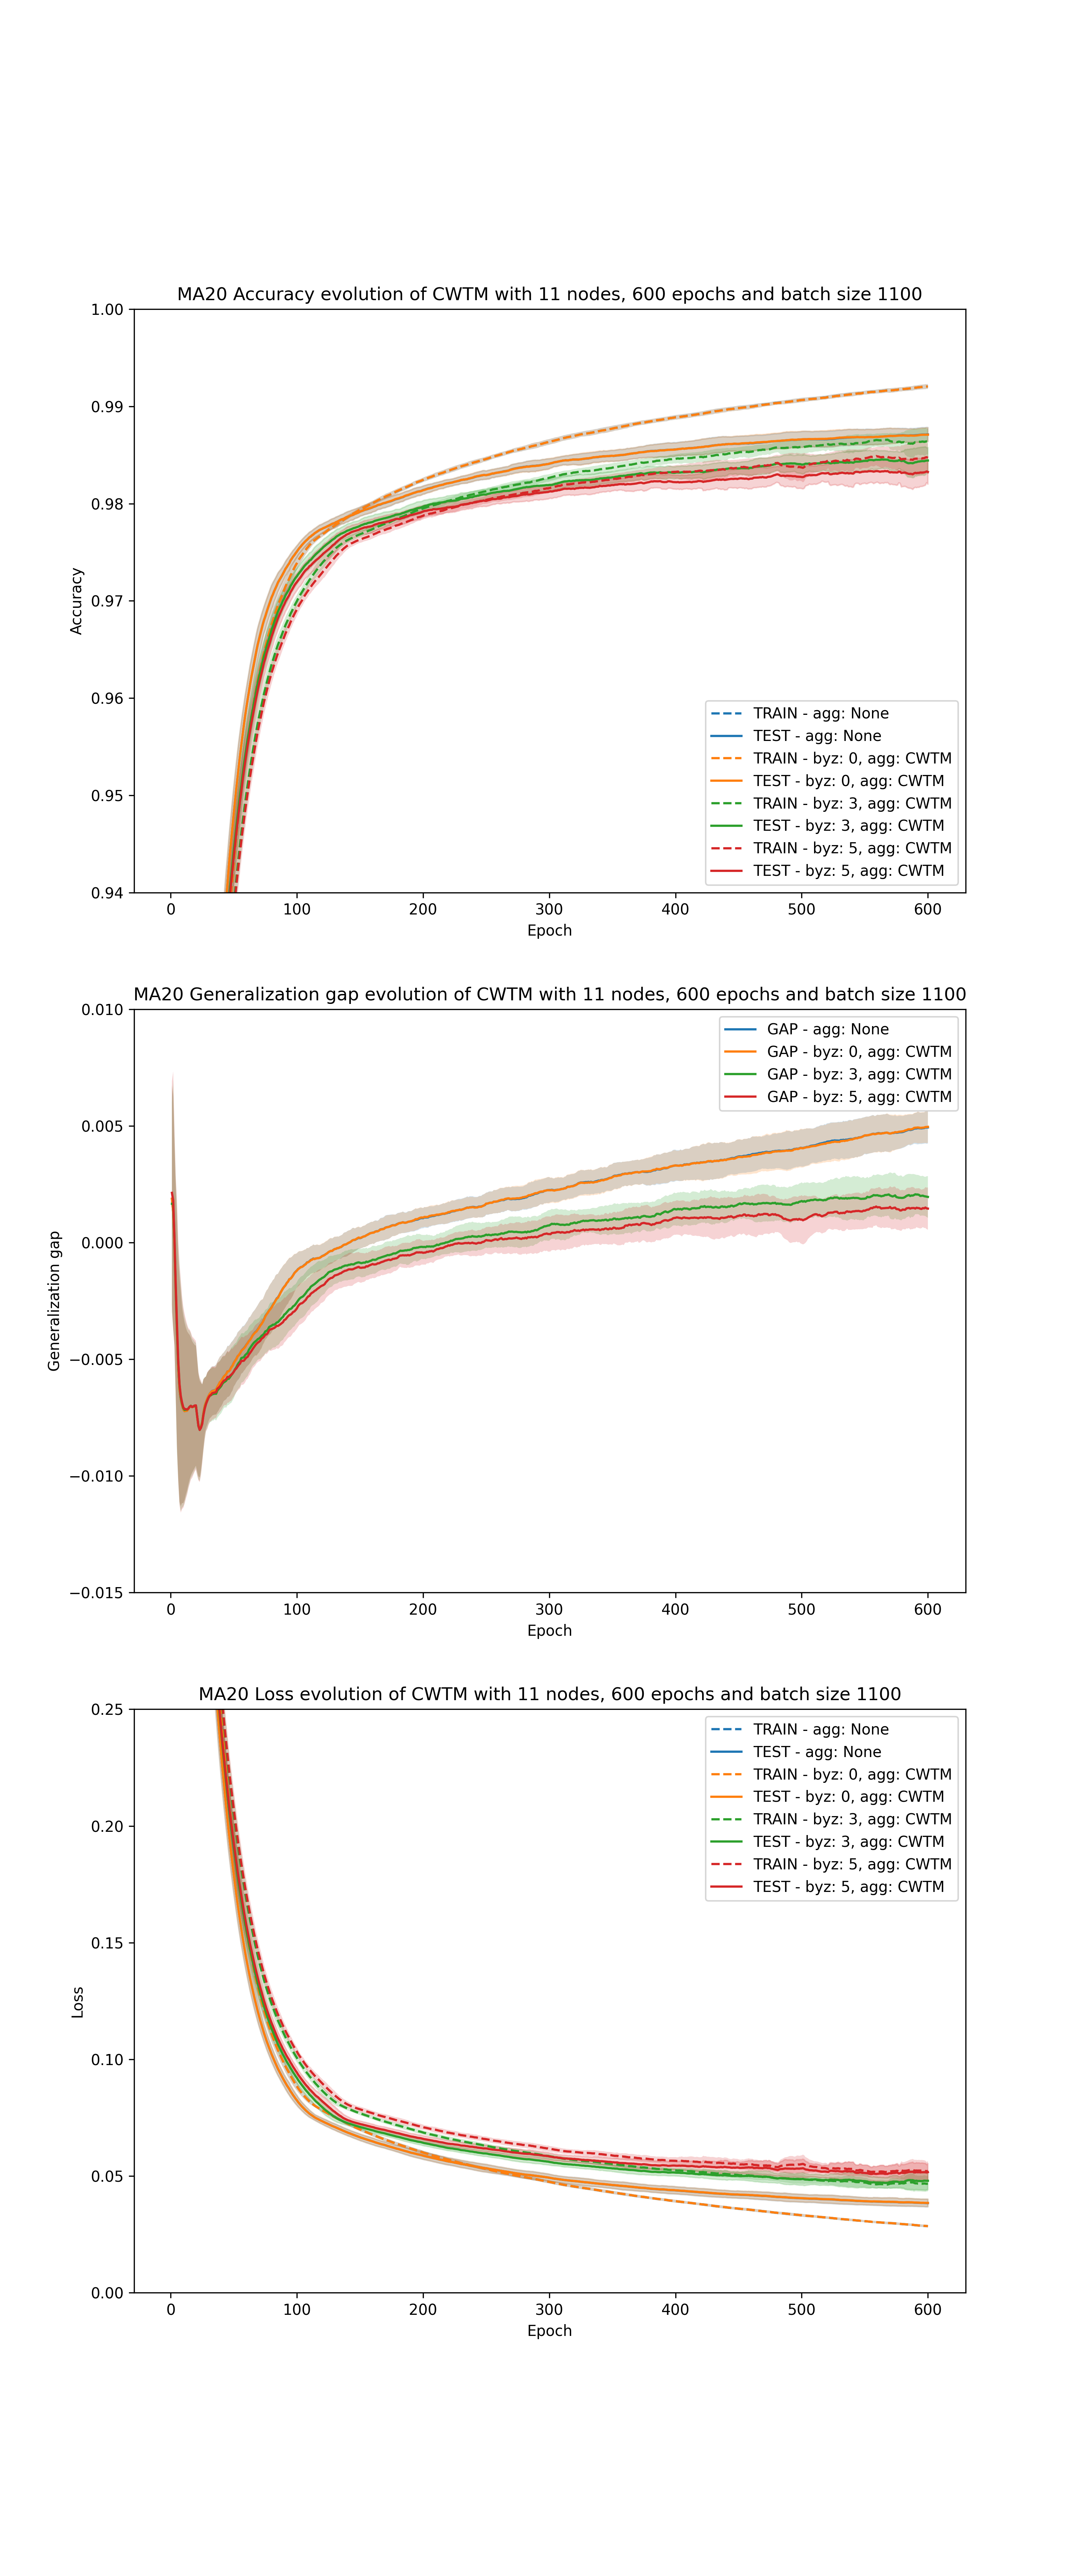 MA20 Accuracy evolution of CWTM with 11 nodes, 600 epochs and batch size 1100
1.00
0.99
0.98
0.97
0.96
0.95
0.94
Accuracy
TRAIN - agg: None
TEST - agg: None
TRAIN - byz: 0, agg: CWTM
TEST - byz: 0, agg: CWTM
TRAIN - byz: 3, agg: CWTM
TEST - byz: 3, agg: CWTM
TRAIN - byz: 5, agg: CWTM
TEST - byz: 5, agg: CWTM
0 100 200 300 400 500 600
Epoch
MA20 Generalization gap evolution of CWTM with 11 nodes, 600 epochs and batch size 1100
0.010
0.005
0.000
−0.005
−0.010
−0.015
Generalization gap
GAP - agg: None
GAP - byz: 0, agg: CWTM
GAP - byz: 3, agg: CWTM
GAP - byz: 5, agg: CWTM
0 100 200 300 400 500 600
Epoch
MA20 Loss evolution of CWTM with 11 nodes, 600 epochs and batch size 1100
0.25
0.20
0.15
0.10
0.05
0.00
Loss
TRAIN - agg: None
TEST - agg: None
TRAIN - byz: 0, agg: CWTM
TEST - byz: 0, agg: CWTM
TRAIN - byz: 3, agg: CWTM
TEST - byz: 3, agg: CWTM
TRAIN - byz: 5, agg: CWTM
TEST - byz: 5, agg: CWTM
0 100 200 300 400 500 600
Epoch